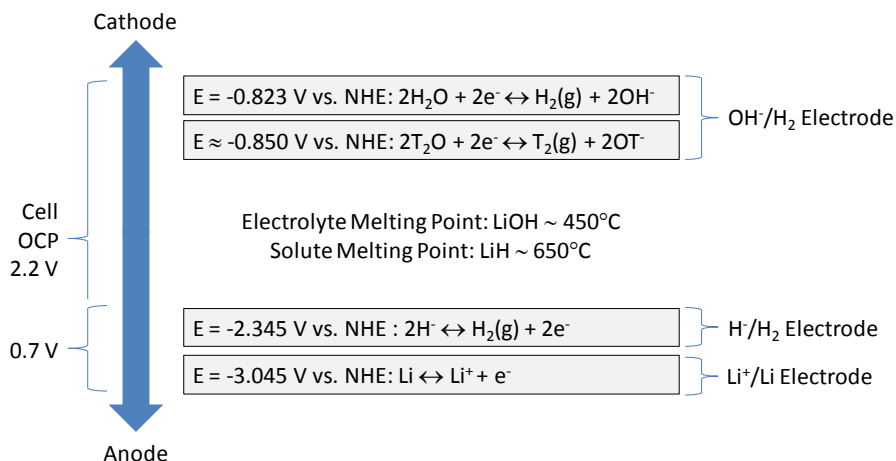 Cathode
E = -0.823 V vs. NHE: 2H₂O + 2e⁻ ↔ H₂(g) + 2OH⁻
E ≈ -0.850 V vs. NHE: 2T₂O + 2e⁻ ↔ T₂(g) + 2OT⁻
OH⁻/H₂ Electrode
Cell
OCP
2.2 V
Electrolyte Melting Point: LiOH ~ 450°C
Solute Melting Point: LiH ~ 650°C
0.7 V
E = -2.345 V vs. NHE : 2H⁻ ↔ H₂(g) + 2e⁻
H⁻/H₂ Electrode
E = -3.045 V vs. NHE: Li ↔ Li⁺ + e⁻
Li⁺/Li Electrode
Anode